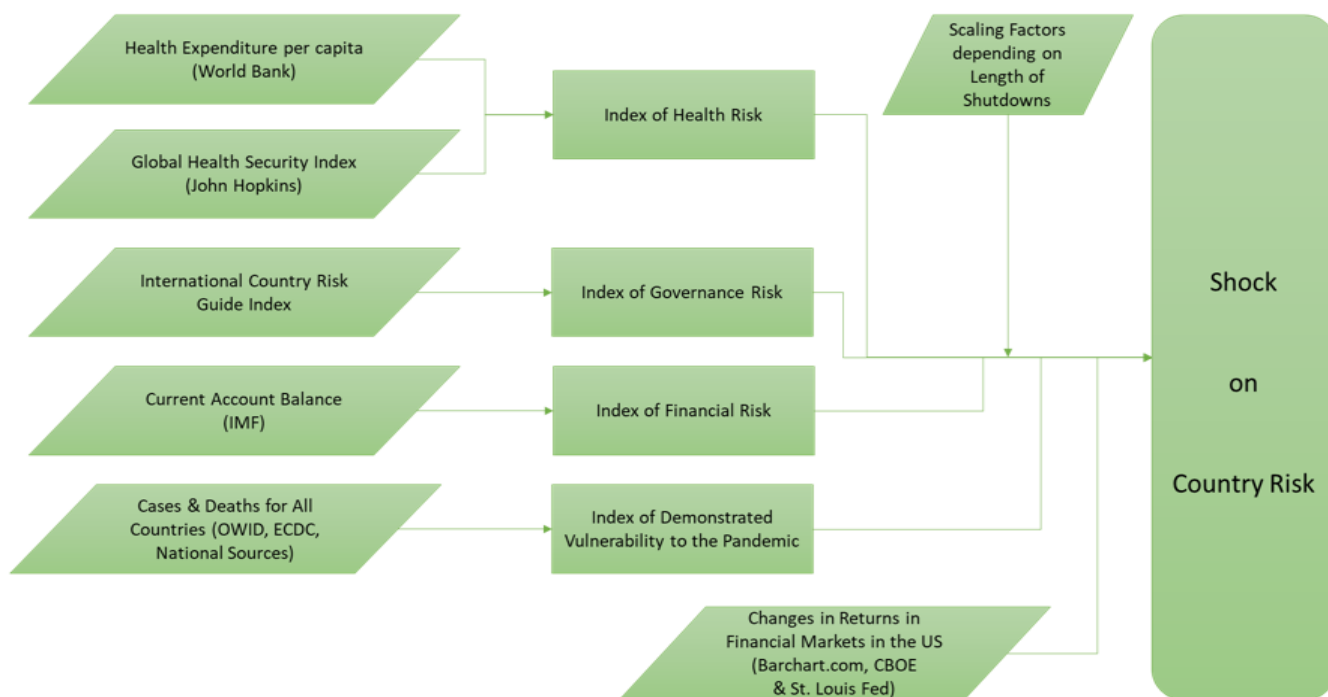 Health Expenditure per capita
(World Bank)
Global Health Security Index
(John Hopkins)
International Country Risk
Guide Index
Current Account Balance
(IMF)
Cases & Deaths for All
Countries (OWID, ECDC,
National Sources)
Index of Health Risk
Index of Governance Risk
Index of Financial Risk
Index of Demonstrated
Vulnerability to the Pandemic
Scaling Factors
depending on
Length of
Shutdowns
Changes in Returns in
Financial Markets in the US
(Barchart.com, CBOE
& St. Louis Fed)
Shock
on
Country Risk